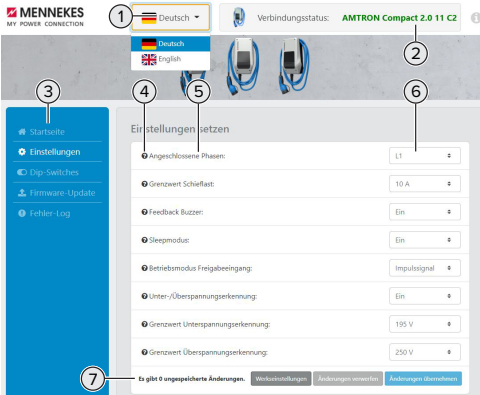 MENNEKES
MY POWER CONNECTION
1
Deutsch
Verbindungsstatus: AMTRON Compact 2.0 11 C2
Deutsch
English
2
3
4
5
6
Startseite
Einstellungen
Dip-Switches
Firmware-Update
Fehler-Log
Einstellungen setzen
Angeschlossene Phasen: L1
Grenzwert Schieflast: 10 A
Feedback Buzzer: Ein
Sleepmodus: Ein
Betriebsmodus Freigabeeingang: Impulssignal
Unter-/Überspannungserkennung: Ein
Grenzwert Unterspannungserkennung: 195 V
Grenzwert Überspannungserkennung: 250 V
7
Es gibt 0 ungespeicherte Änderungen. Werkseinstellungen Änderungen verwerfen Änderungen übernehmen